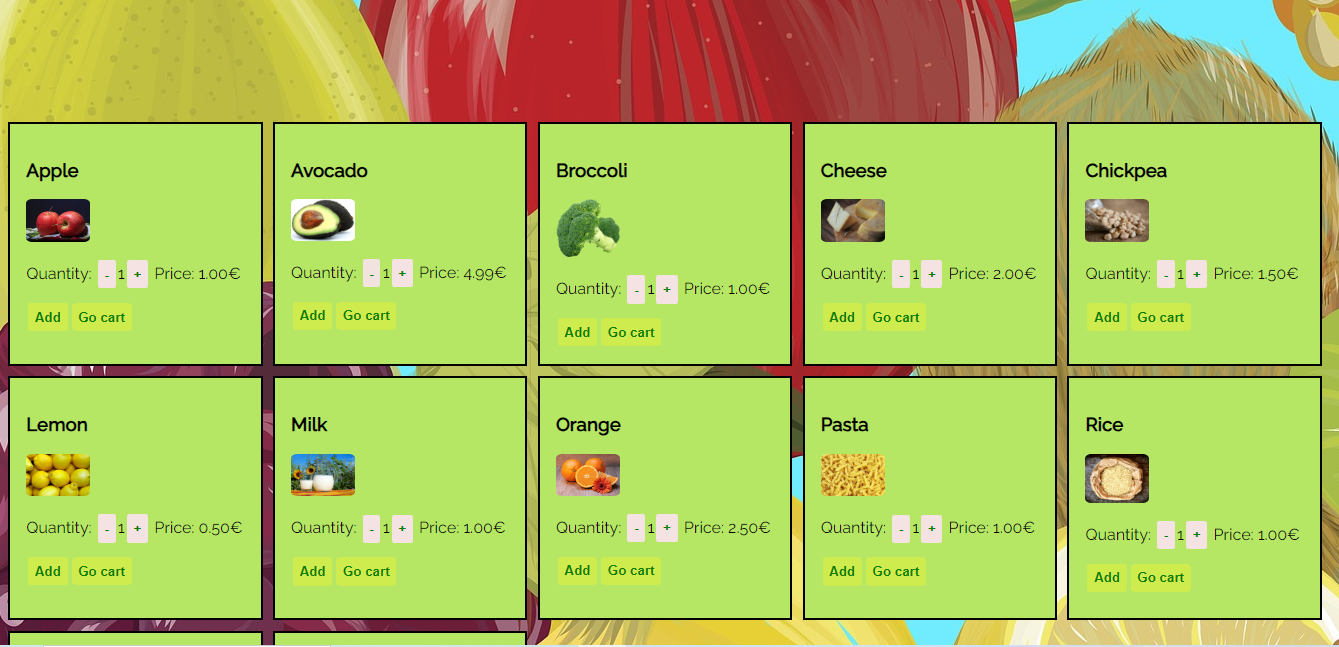 Apple
Quantity: - 1 + Price: 1.00€
Add Go cart
Avocado
Quantity: - 1 + Price: 4.99€
Add Go cart
Broccoli
Quantity: - 1 + Price: 1.00€
Add Go cart
Cheese
Quantity: - 1 + Price: 2.00€
Add Go cart
Chickpea
Quantity: - 1 + Price: 1.50€
Add Go cart
Lemon
Quantity: - 1 + Price: 0.50€
Add Go cart
Milk
Quantity: - 1 + Price: 1.00€
Add Go cart
Orange
Quantity: - 1 + Price: 2.50€
Add Go cart
Pasta
Quantity: - 1 + Price: 1.00€
Add Go cart
Rice
Quantity: - 1 + Price: 1.00€
Add Go cart